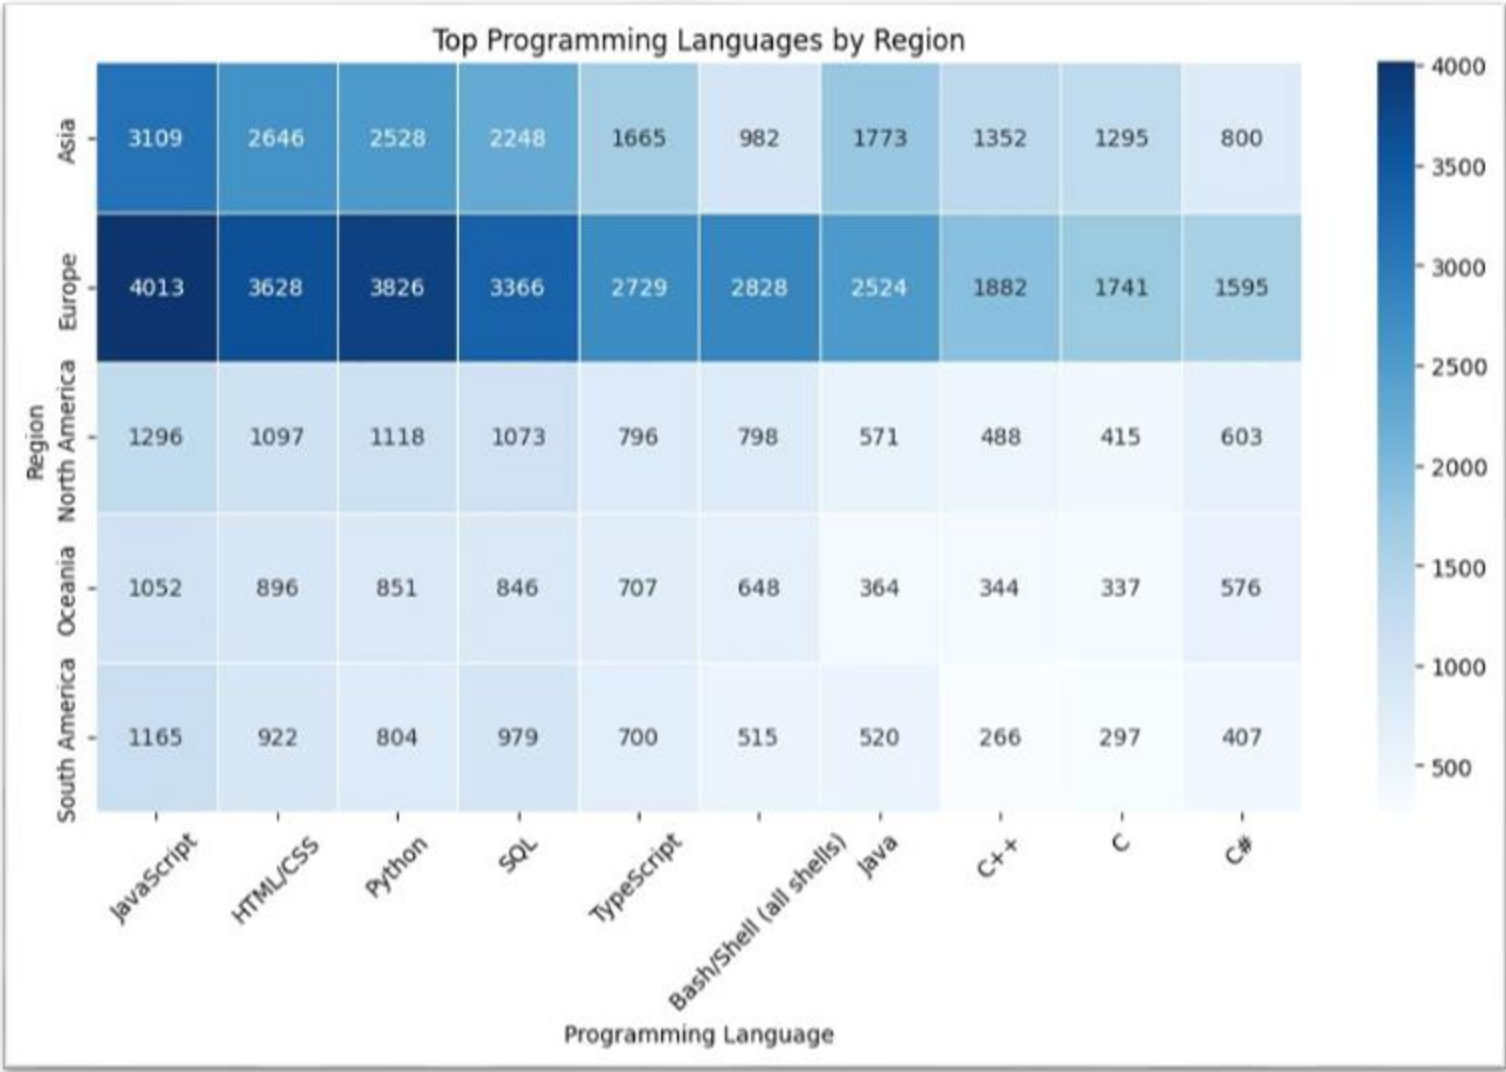 Top Programming Languages by Region
Asia 3109 2646 2528 2248 1665 982 1773 1352 1295 800
Europe 4013 3628 3826 3366 2729 2828 2524 1882 1741 1595
North America 1296 1097 1118 1073 796 798 571 488 415 603
Oceania 1052 896 851 846 707 648 364 344 337 576
South America 1165 922 804 979 700 515 520 266 297 407
Region
JavaScript HTML/CSS Python SQL TypeScript Bash/Shell (all shells) Java C++ C C#
Programming Language
4000
3500
3000
2500
2000
1500
1000
500